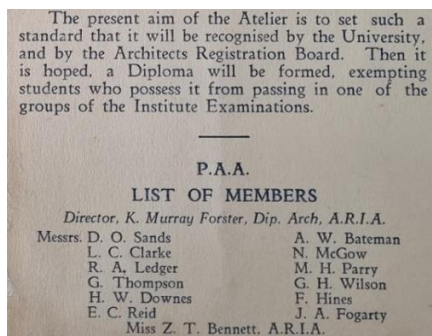 The present aim of the Atelier is to set such a
standard that it will be recognised by the University,
and by the Architects Registration Board. Then it
is hoped, a Diploma will be formed, exempting
students who possess it from passing in one of the
groups of the Institute Examinations.
P.A.A.
LIST OF MEMBERS
Director, K. Murray Forster, Dip. Arch, A.R.I.A.
Messrs. D. O. Sands A. W. Bateman
L. C. Clarke N. McGow
R. A, Ledger M. H. Parry
G. Thompson G. H. Wilson
H. W. Downes F. Hines
E. C. Reid J. A. Fogarty
Miss Z. T. Bennett, A.R.I.A.